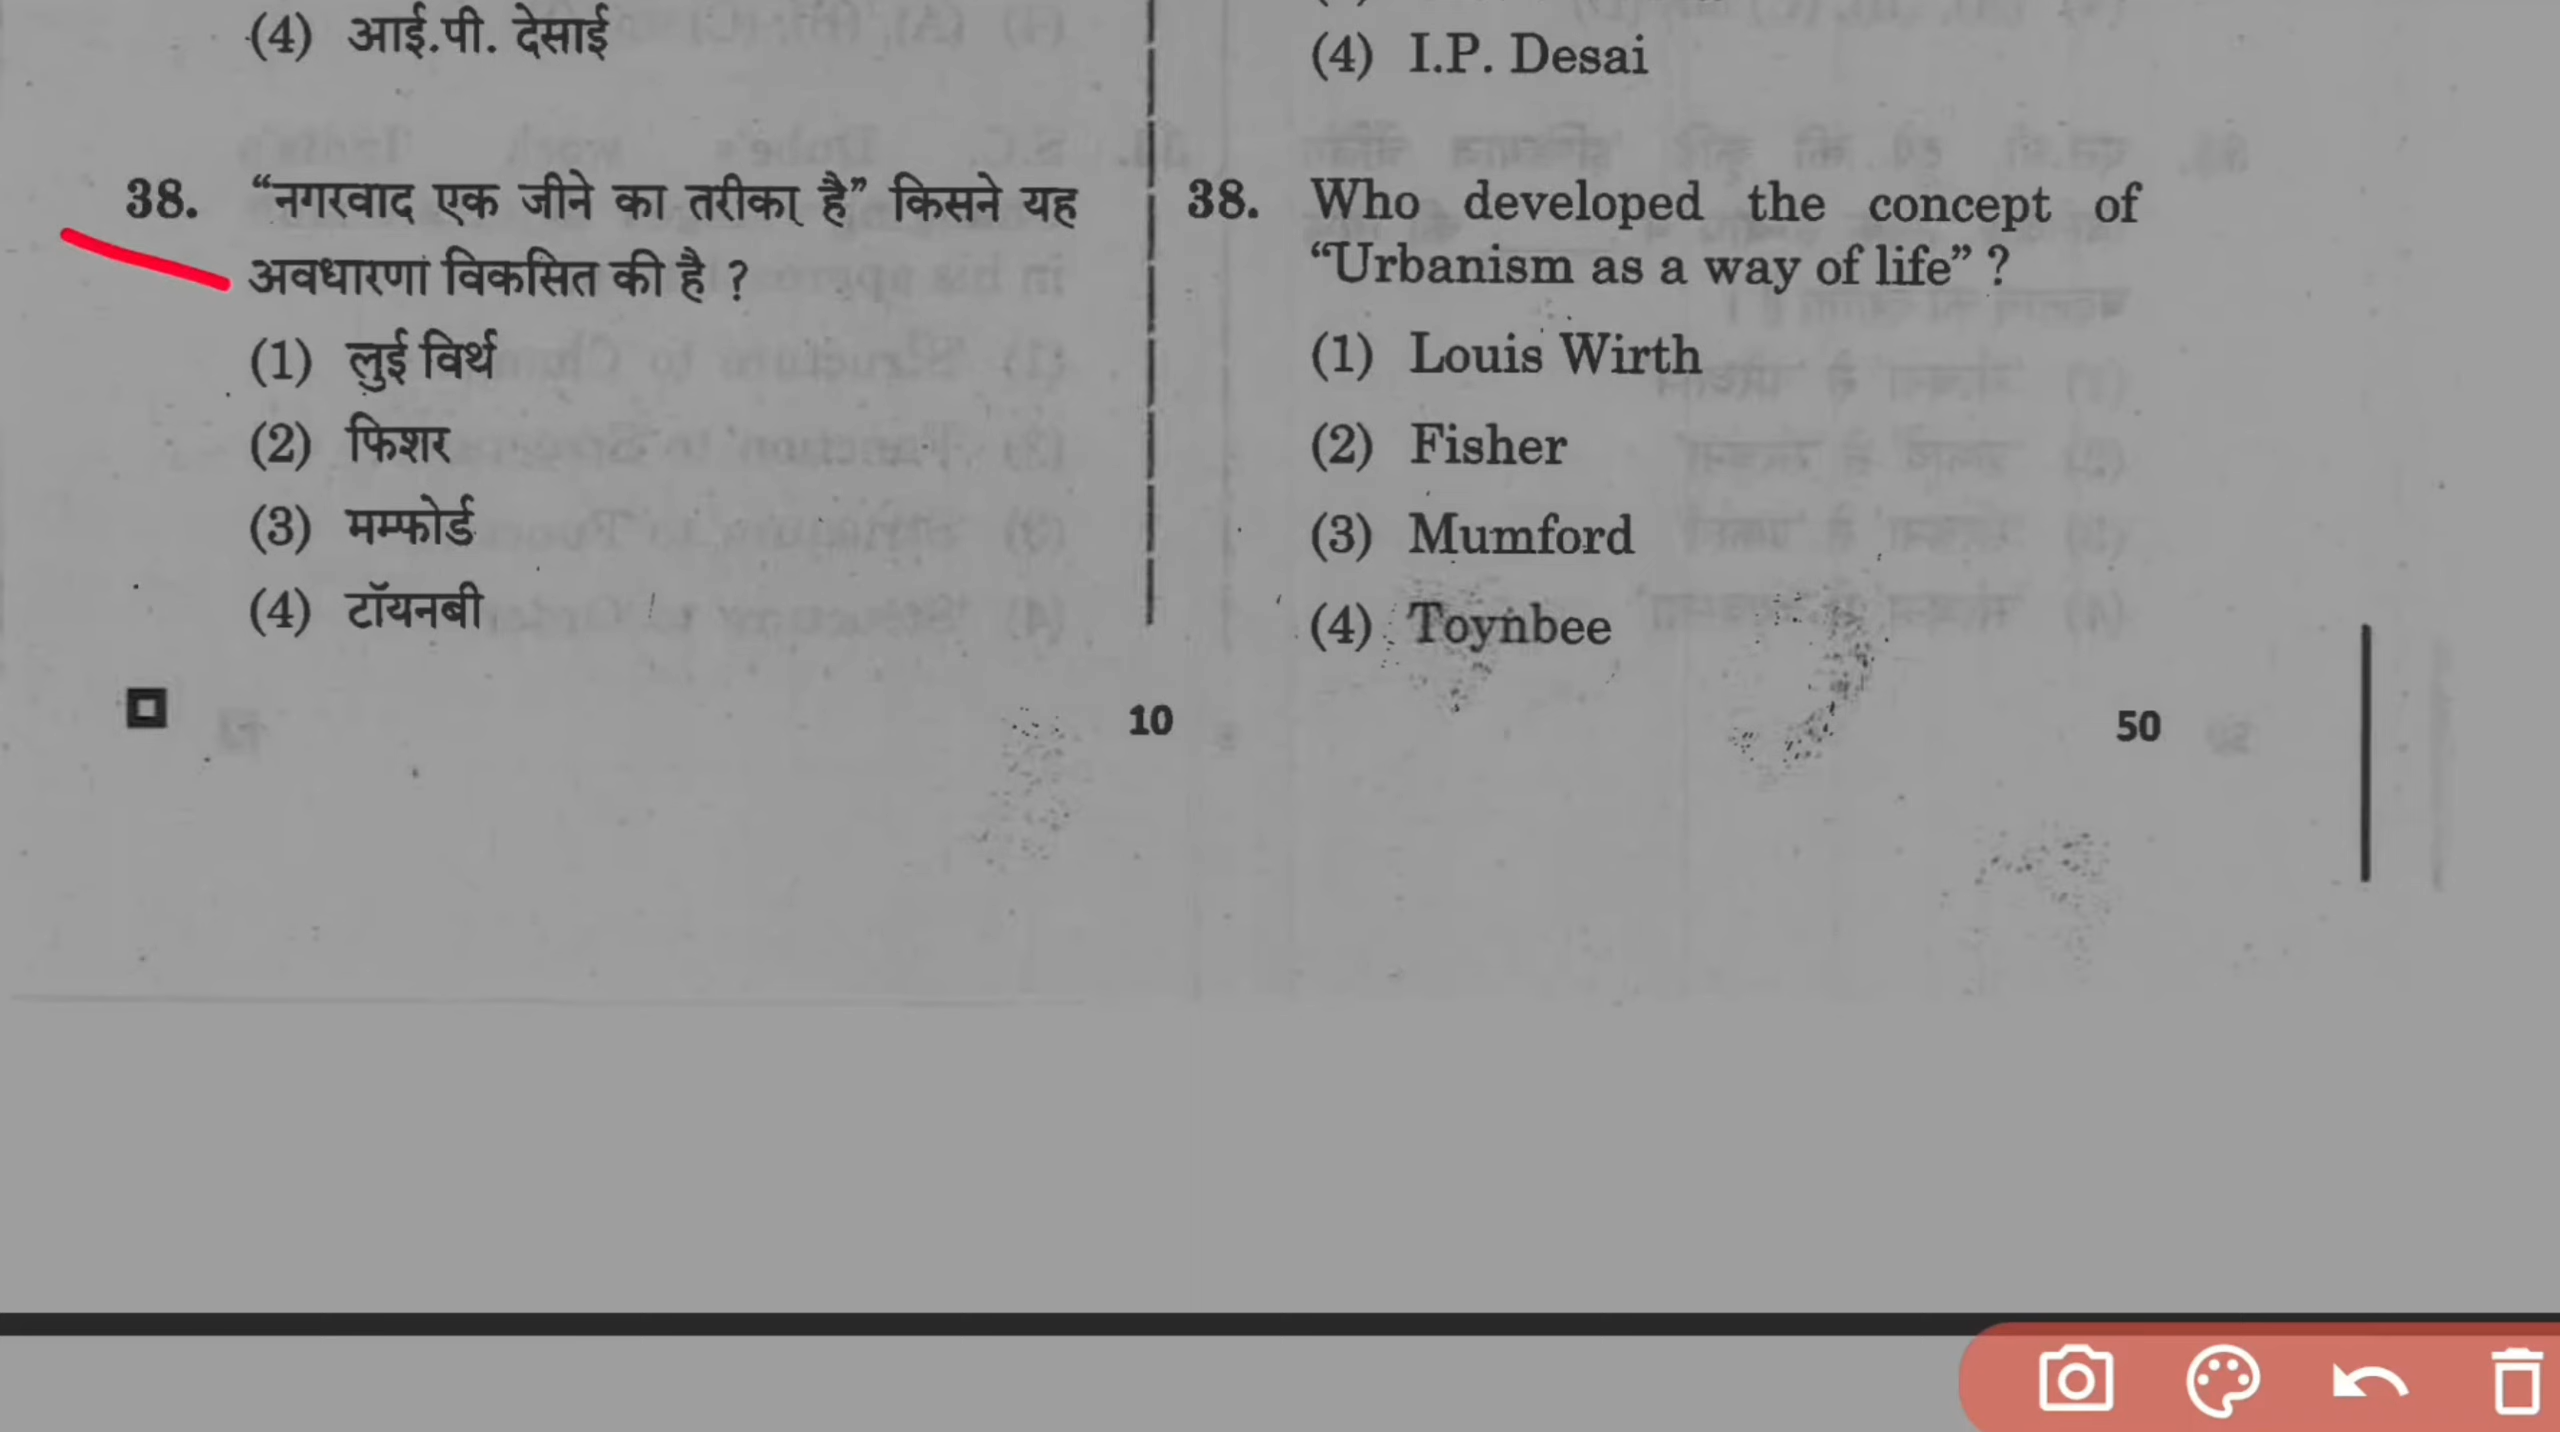 (4) आई.पी. देसाई
38. “नगरवाद एक जीने का तरीका है” किसने यह
अवधारणा विकसित की है ?
(1) लुई विर्थ
(2) फिशर
(3) मम्फोर्ड
(4) टॉयनबी
(4) I.P. Desai
38. Who developed the concept of
“Urbanism as a way of life” ?
(1) Louis Wirth
(2) Fisher
(3) Mumford
(4) Toynbee
10
50